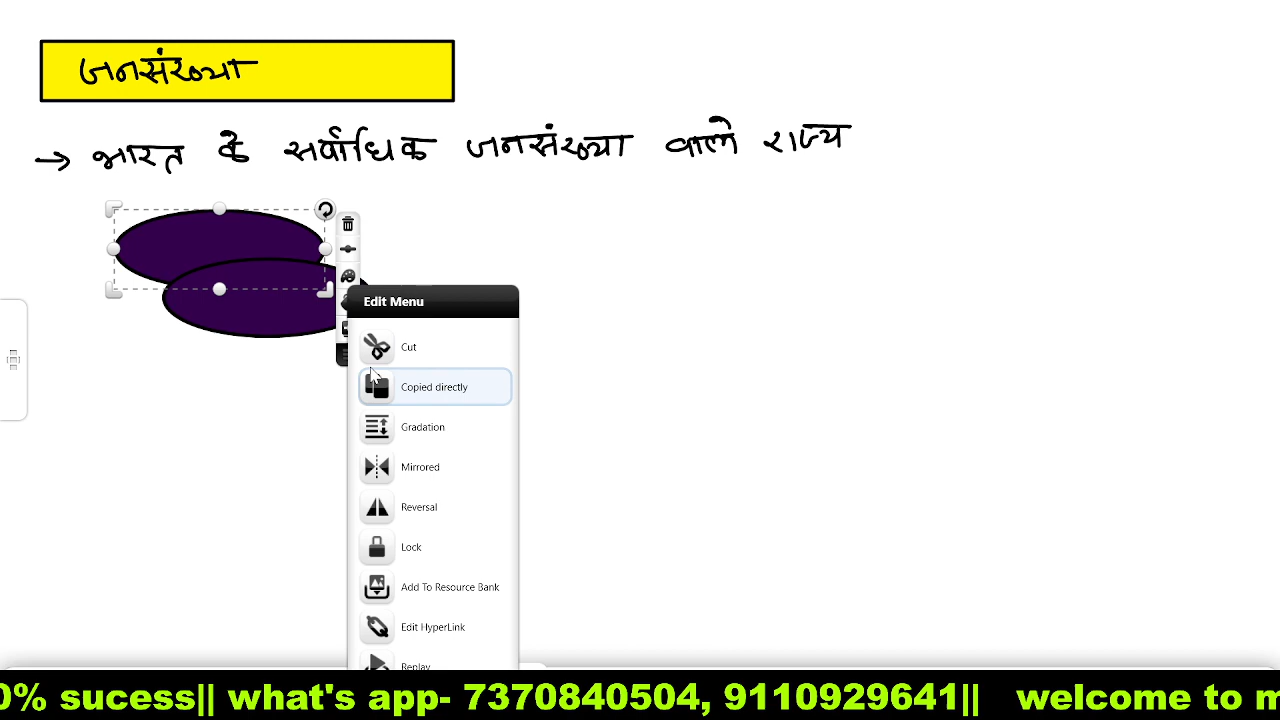 जनसंख्या
→ भारत के सर्वाधिक जनसंख्या वाले राज्य
Edit Menu
Cut
Copied directly
Gradation
Mirrored
Reversal
Lock
Add To Resource Bank
Edit HyperLink
Replay
0% sucess|| what's app- 7370840504, 9110929641|| welcome to m